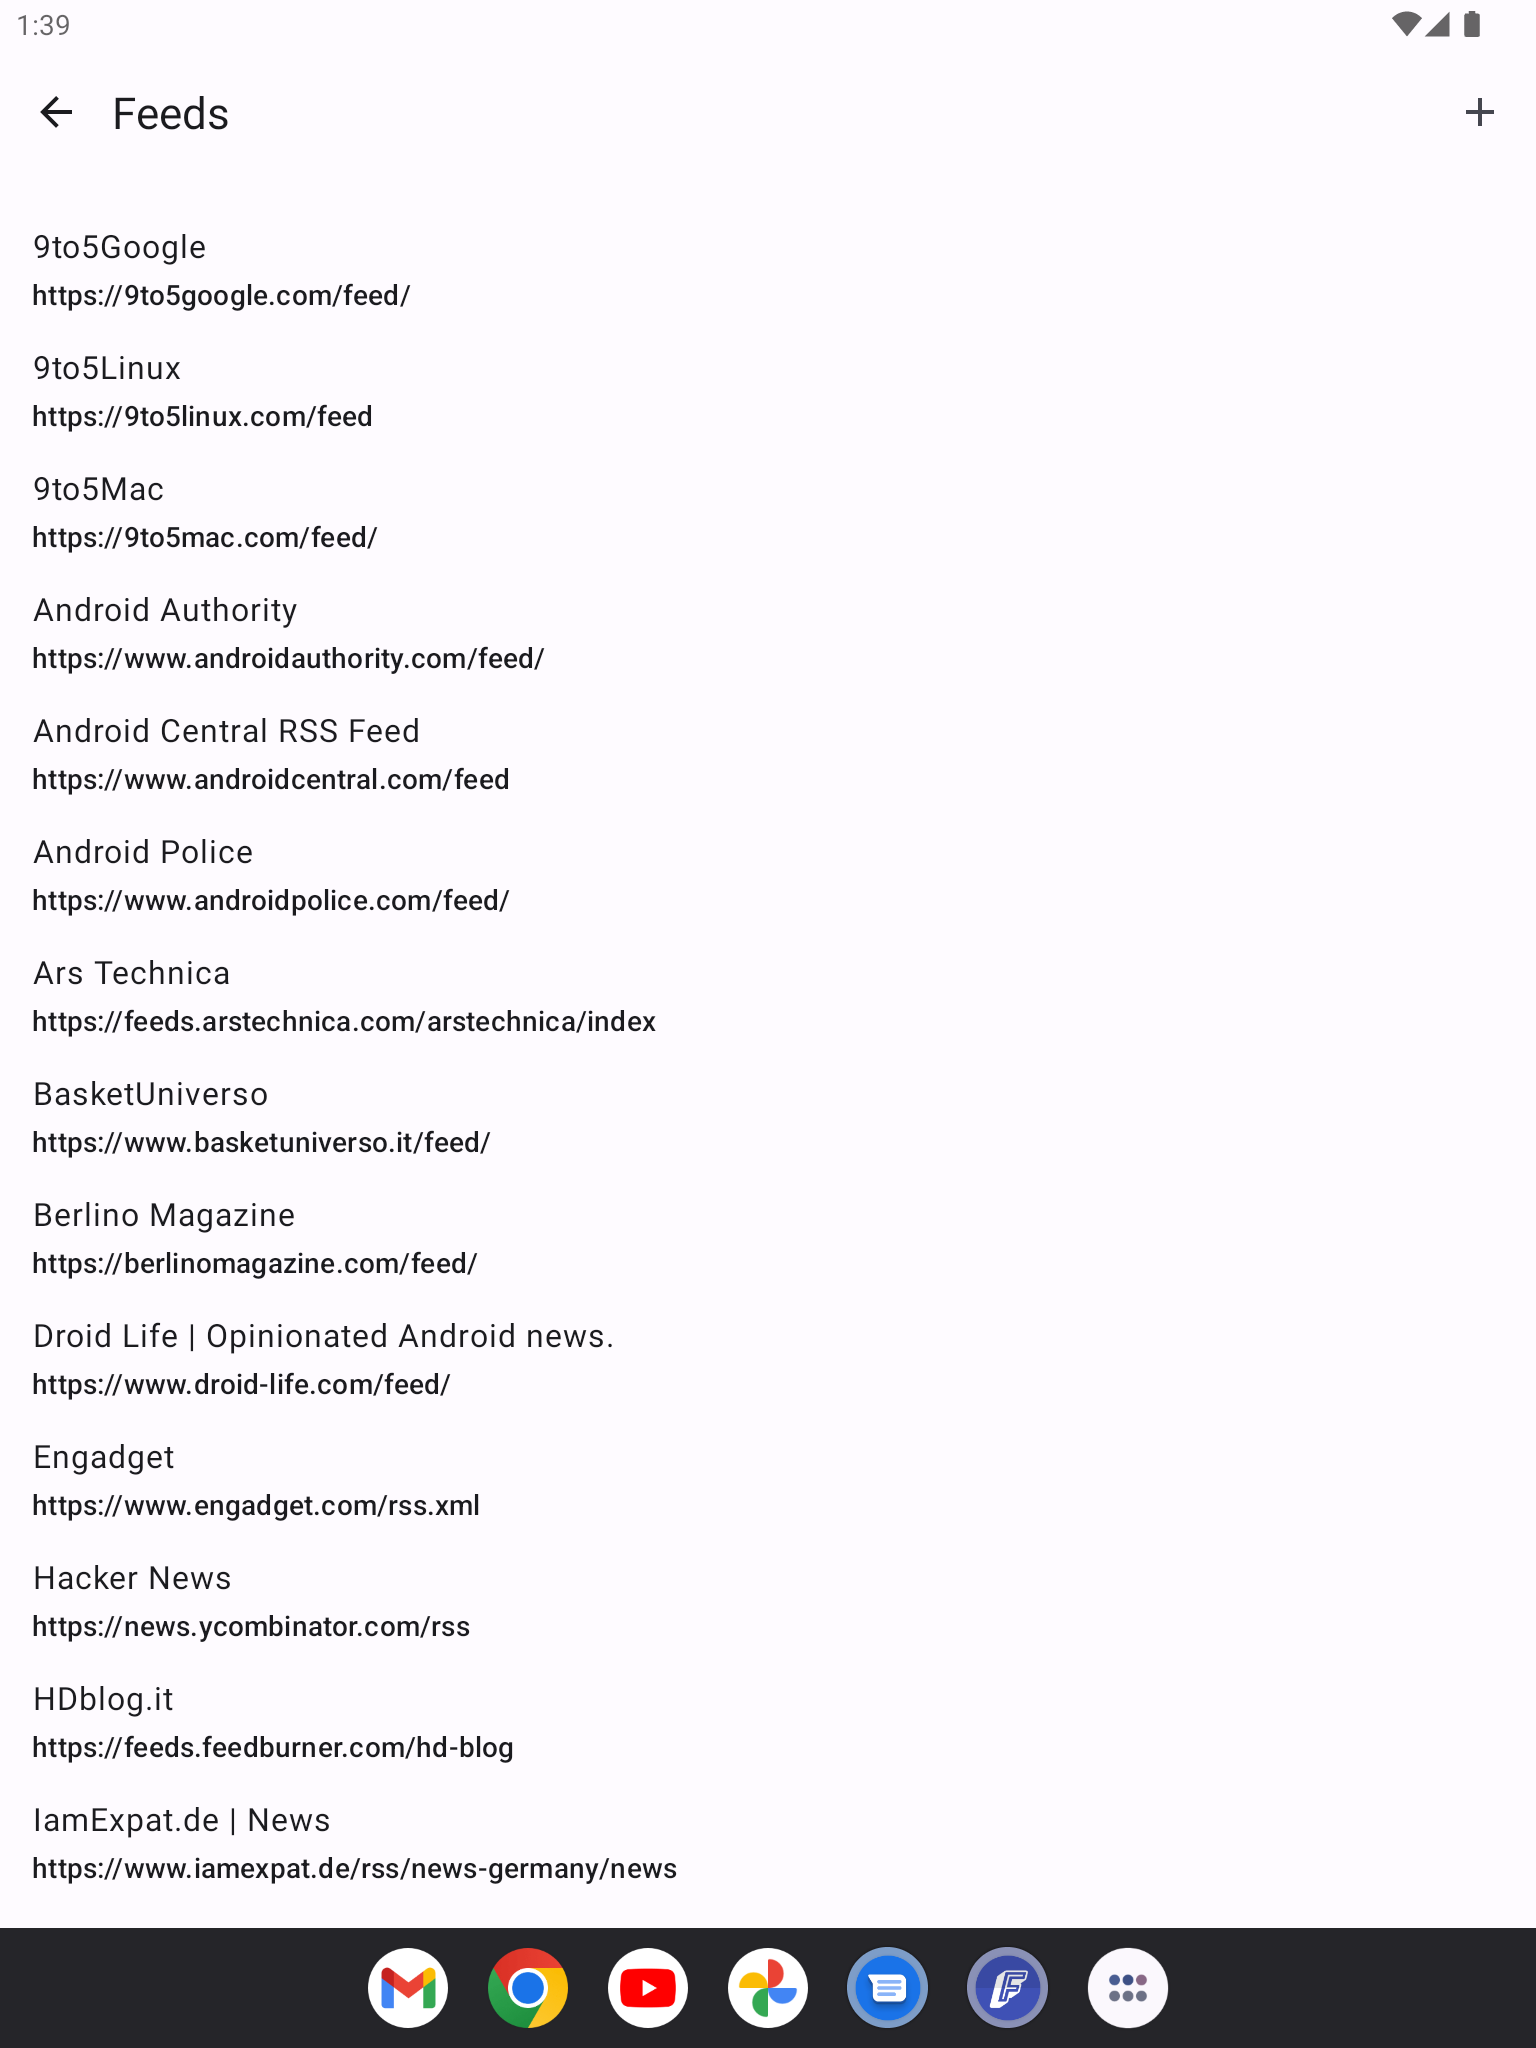 1:39
Feeds
9to5Google
https://9to5google.com/feed/
9to5Linux
https://9to5linux.com/feed
9to5Mac
https://9to5mac.com/feed/
Android Authority
https://www.androidauthority.com/feed/
Android Central RSS Feed
https://www.androidcentral.com/feed
Android Police
https://www.androidpolice.com/feed/
Ars Technica
https://feeds.arstechnica.com/arstechnica/index
BasketUniverso
https://www.basketuniverso.it/feed/
Berlino Magazine
https://berlinomagazine.com/feed/
Droid Life | Opinionated Android news.
https://www.droid-life.com/feed/
Engadget
https://www.engadget.com/rss.xml
Hacker News
https://news.ycombinator.com/rss
HDblog.it
https://feeds.feedburner.com/hd-blog
IamExpat.de | News
https://www.iamexpat.de/rss/news-germany/news
F